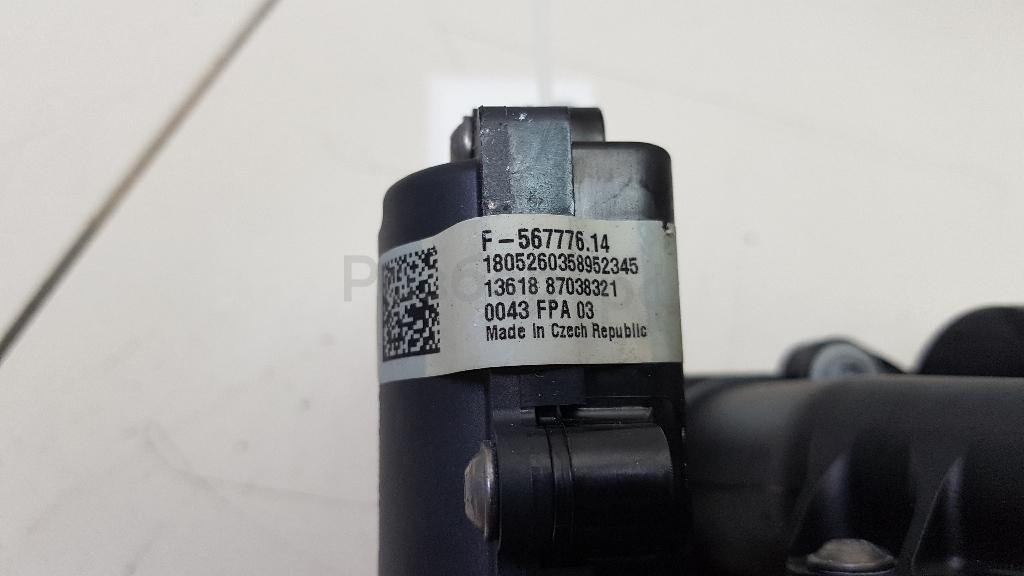 F-567776.14
1805260358952345
13618 87038321
0043 FPA 03
Made in Czech Republic